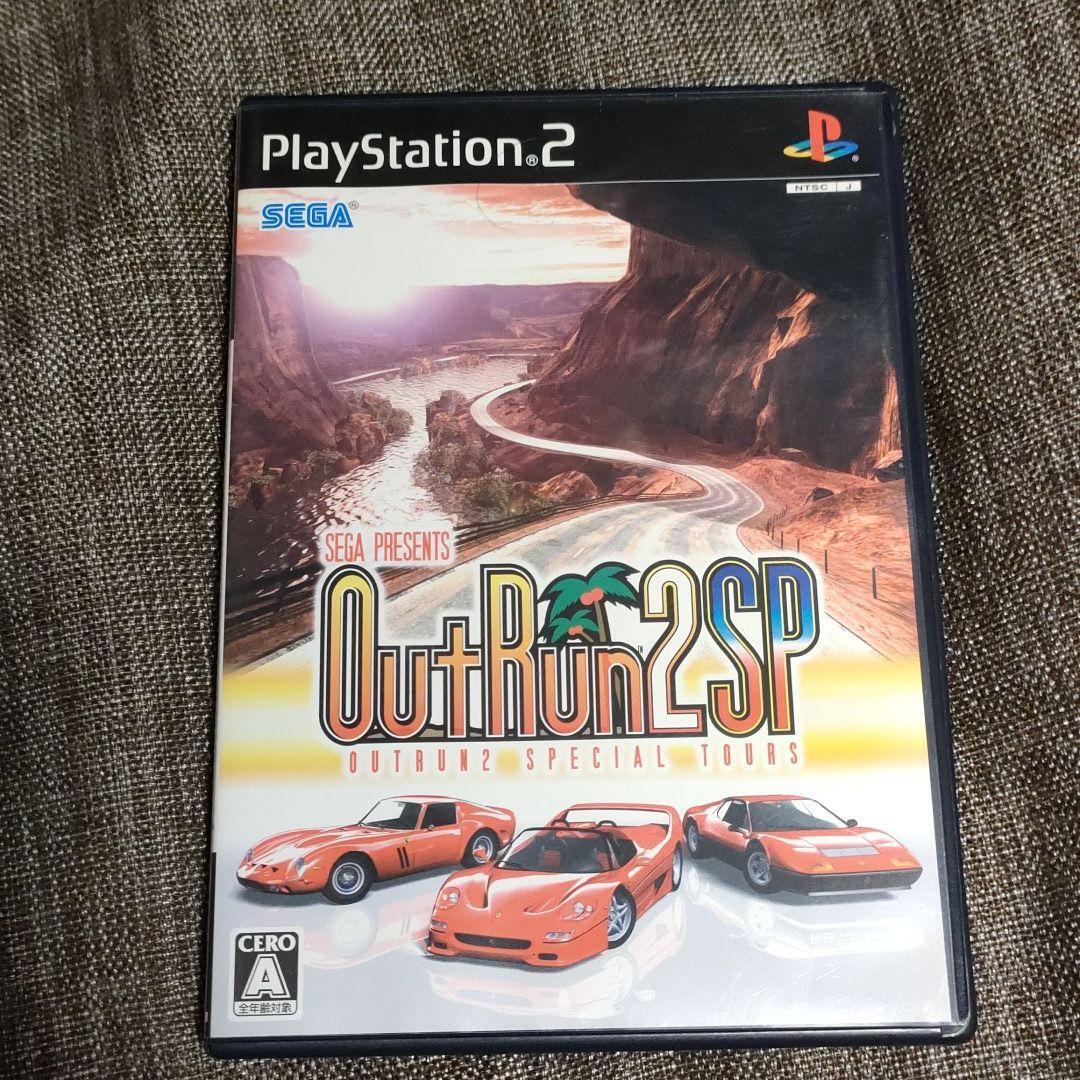 PlayStation®2
NTSC J
SEGA®
SEGA PRESENTS
OutRun2SP
OUTRUN2 SPECIAL TOURS
CERO
A
全年齢対象